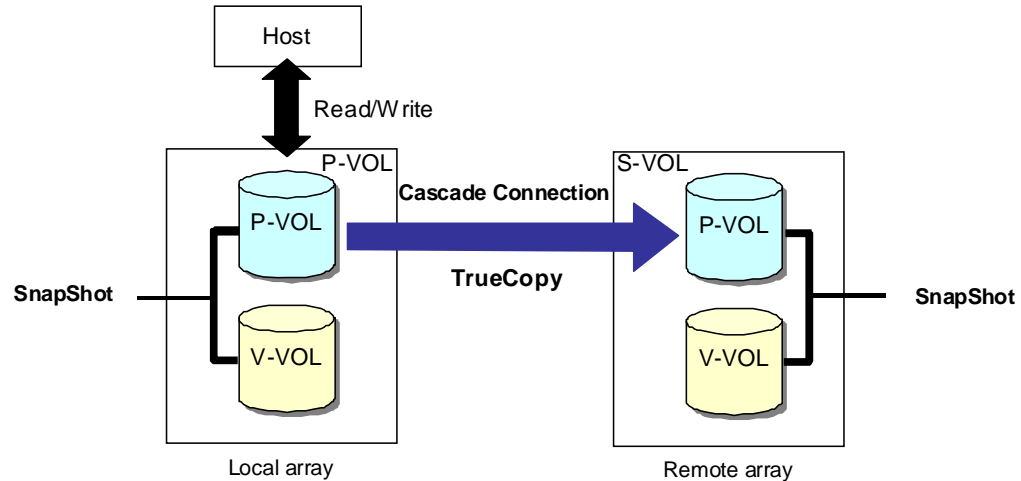 Host
Read/Write
P-VOL
S-VOL
Cascade Connection
P-VOL
P-VOL
TrueCopy
SnapShot
SnapShot
V-VOL
V-VOL
Local array
Remote array